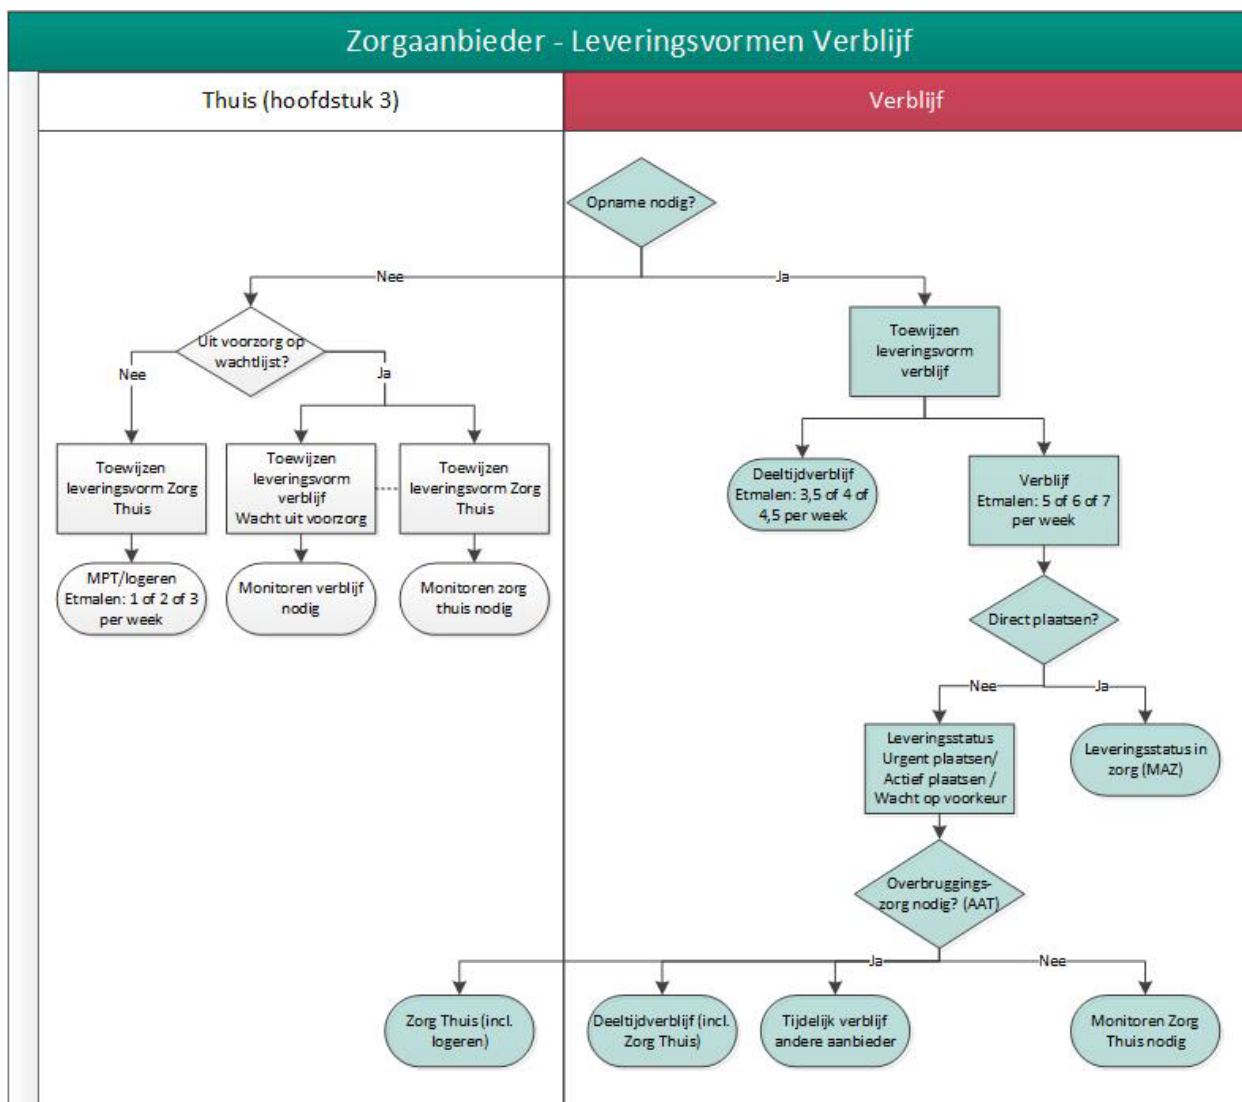 Zorgaanbieder - Leveringsvormen Verblijf
Thuis (hoofdstuk 3)
Verblijf
Opname nodig?
Nee
Ja
Uit voorzorg op
wachtlijst?
Nee
Ja
Toewijzen
leveringsvorm
verblijf
Toewijzen
leveringsvorm Zorg
Thuis
Toewijzen
leveringsvorm
verblijf
Wacht uit voorzorg
Toewijzen
leveringsvorm Zorg
Thuis
Deeltijdverblijf
Etmalen: 3,5 of 4 of
4,5 per week
Verblijf
Etmalen: 5 of 6 of 7
per week
MPT/logeren
Etmalen: 1 of 2 of 3
per week
Monitoren verblijf
nodig
Monitoren zorg
thuis nodig
Direct plaatsen?
Nee
Ja
Leveringsstatus
Urgent plaatsen/
Actief plaatsen /
Wacht op voorkeur
Leveringsstatus in
zorg (MAZ)
Overbruggings-
zorg nodig? (AAT)
Ja
Nee
Zorg Thuis (incl.
logeren)
Deeltijdverblijf (incl.
Zorg Thuis)
Tijdelijk verblijf
andere aanbieder
Monitoren Zorg
Thuis nodig